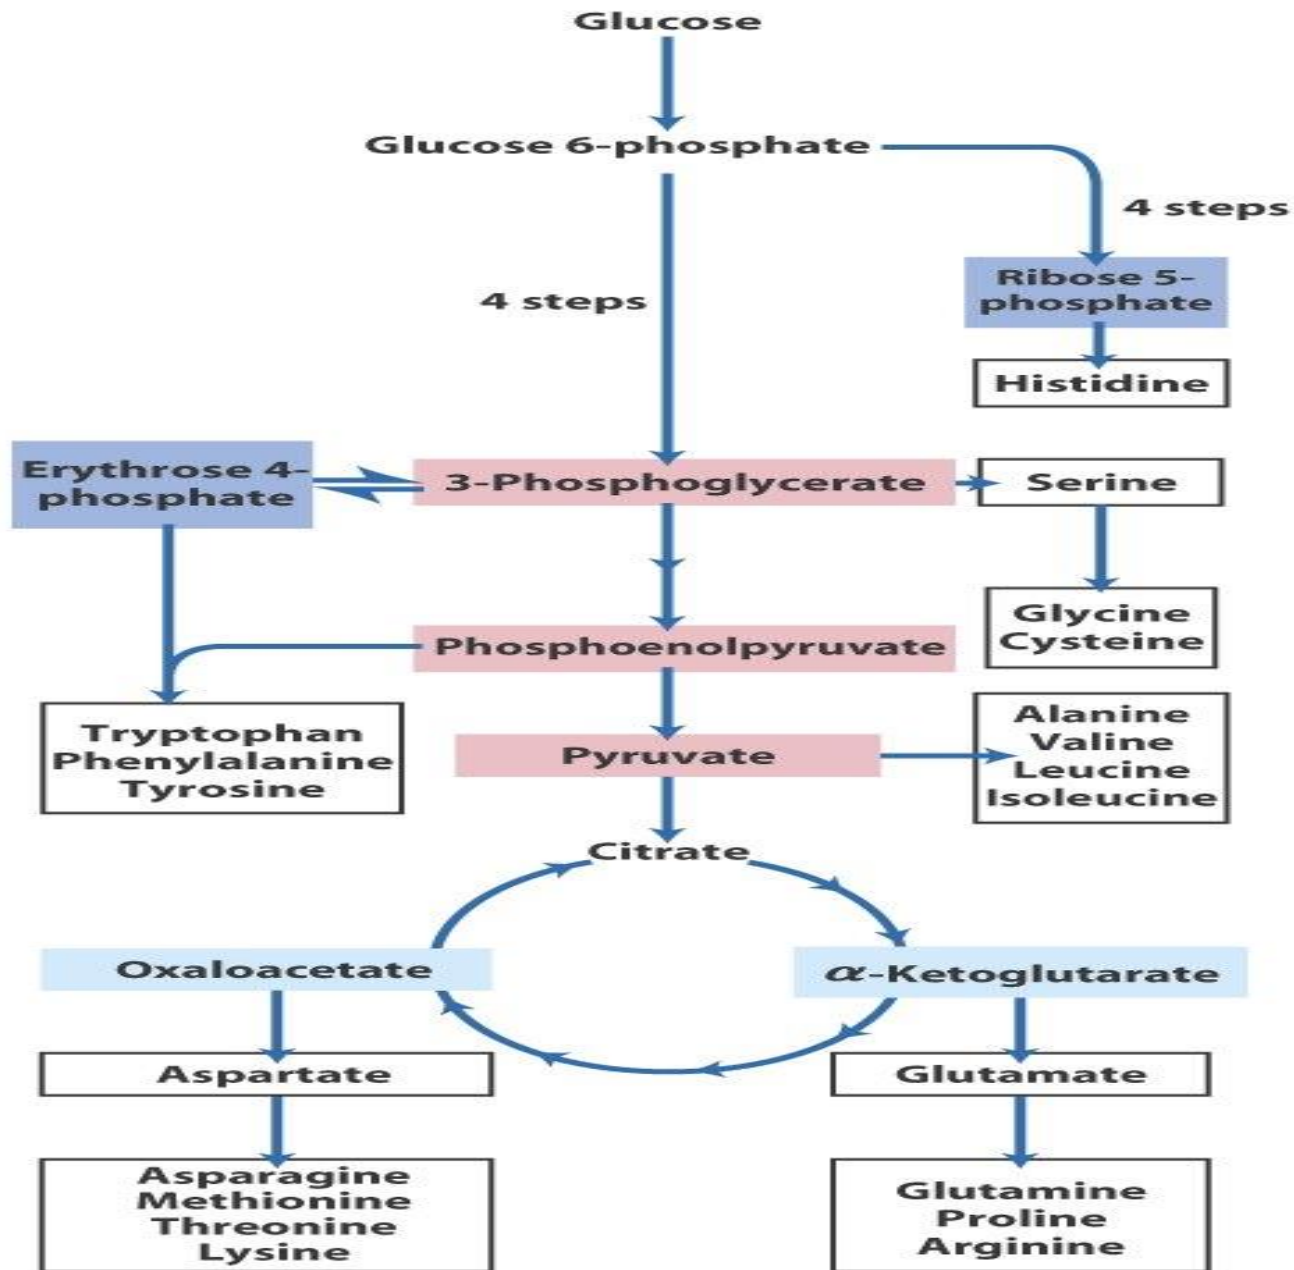 Glucose
Glucose 6-phosphate
4 steps
Ribose 5-
phosphate
4 steps
Histidine
Erythrose 4-
phosphate
3-Phosphoglycerate
Serine
Glycine
Cysteine
Phosphoenolpyruvate
Tryptophan
Phenylalanine
Tyrosine
Pyruvate
Alanine
Valine
Leucine
Isoleucine
Citrate
Oxaloacetate
α-Ketoglutarate
Aspartate
Glutamate
Asparagine
Methionine
Threonine
Lysine
Glutamine
Proline
Arginine